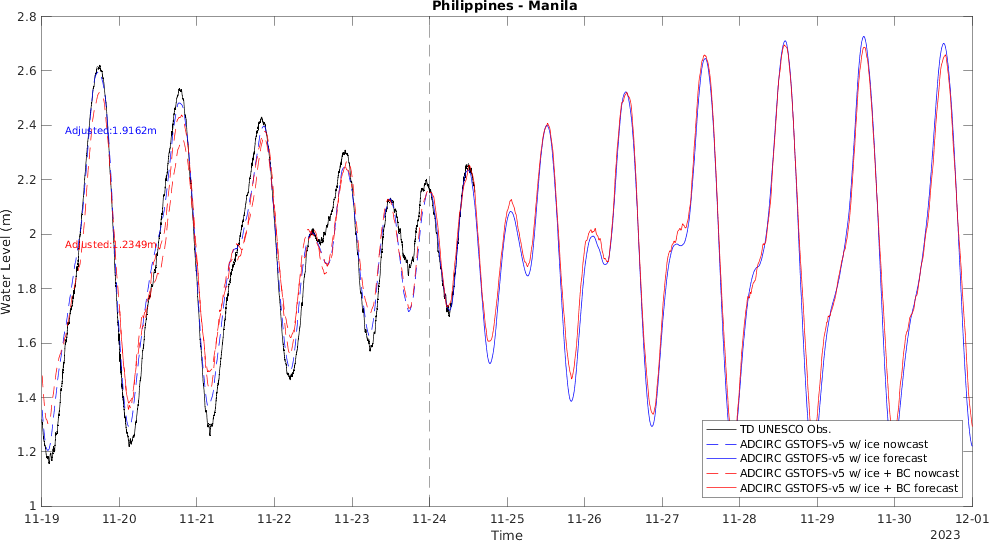 Philippines - Manila
2.8
2.6
2.4
2.2
2
1.8
1.6
1.4
1.2
1
Water Level (m)
Adjusted:1.9162m
Adjusted:1.2349m
TD UNESCO Obs.
ADCIRC GSTOFS-v5 w/ ice nowcast
ADCIRC GSTOFS-v5 w/ ice forecast
ADCIRC GSTOFS-v5 w/ ice + BC nowcast
ADCIRC GSTOFS-v5 w/ ice + BC forecast
11-19 11-20 11-21 11-22 11-23 11-24 11-25 11-26 11-27 11-28 11-29 11-30 12-01
Time
2023